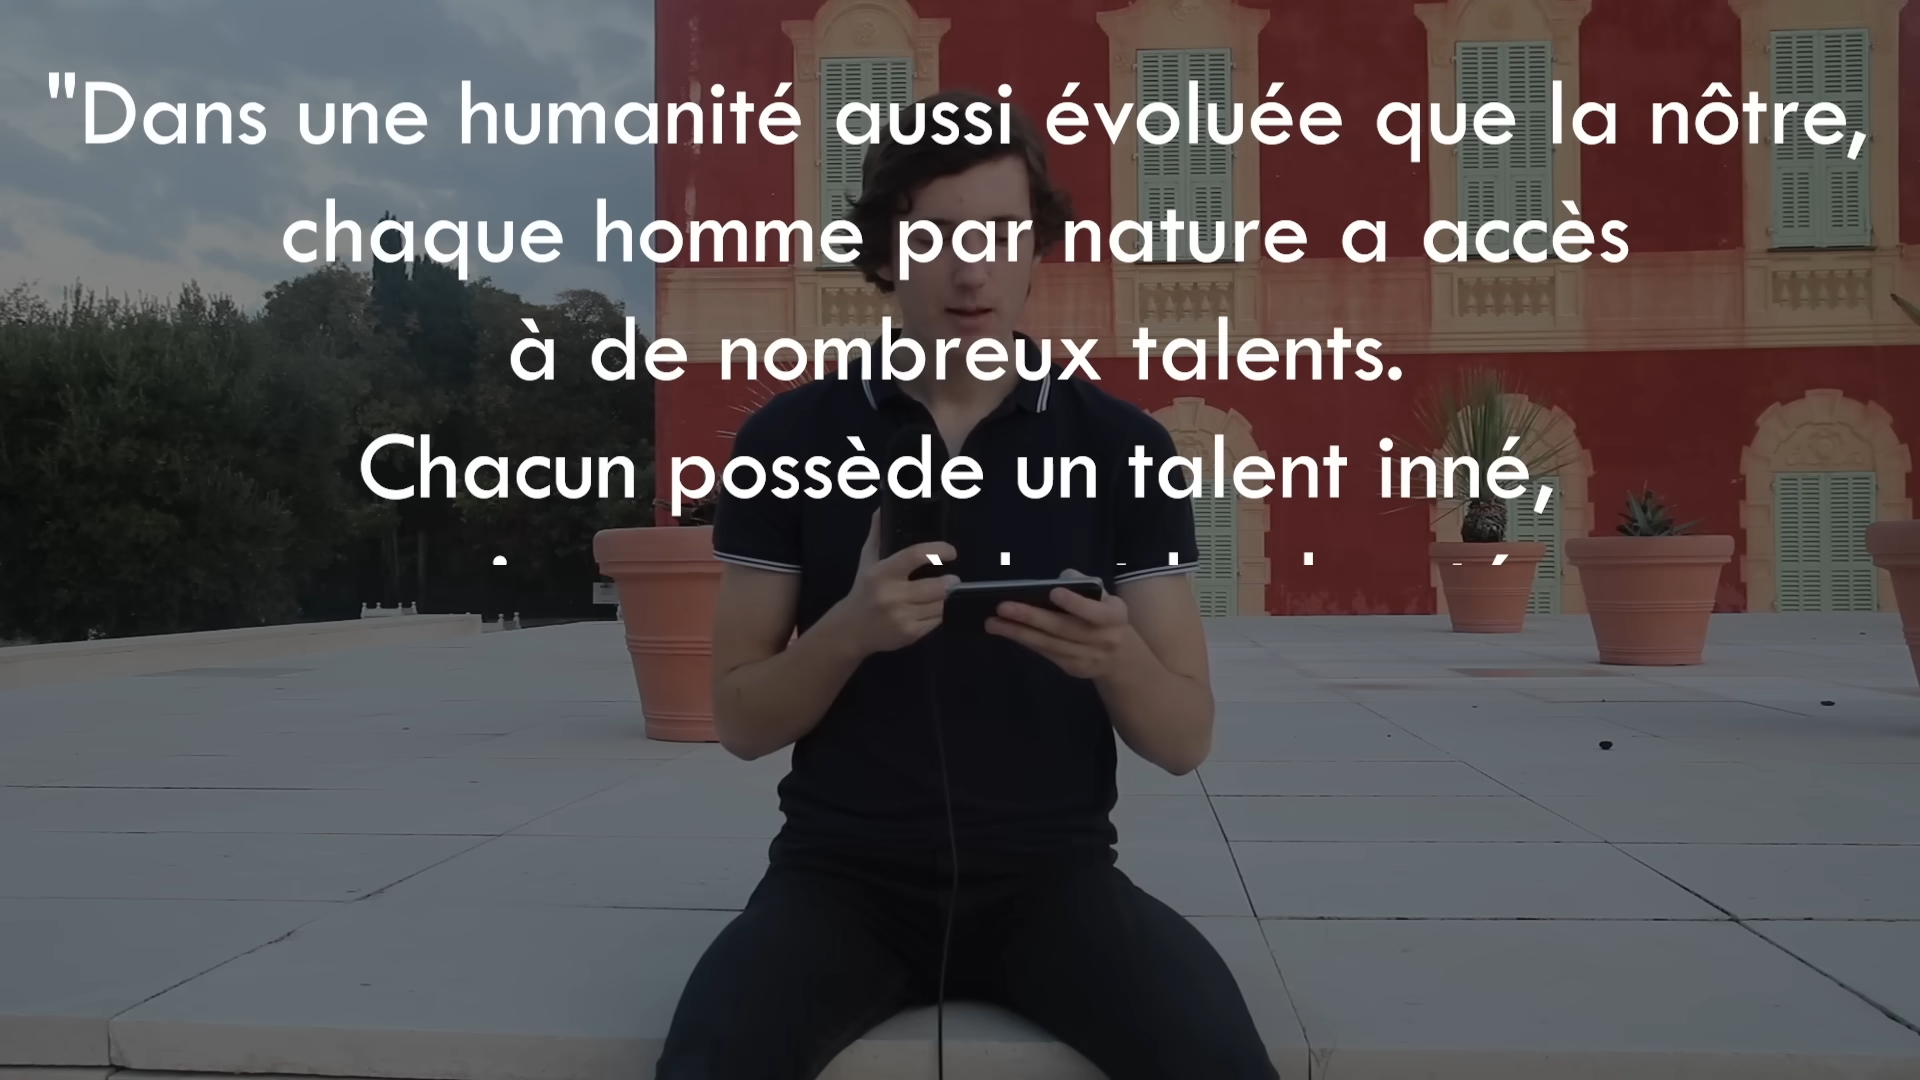 "Dans une humanité aussi évoluée que la nôtre,
chaque homme par nature a accès
à de nombreux talents.
Chacun possède un talent inné,